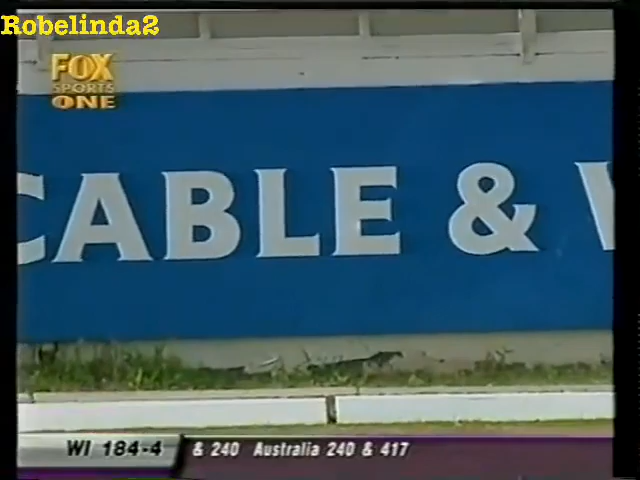 Robelinda2
FOX
SPORTS
ONE
CABLE & W
WI 184-4 & 240 Australia 240 & 417